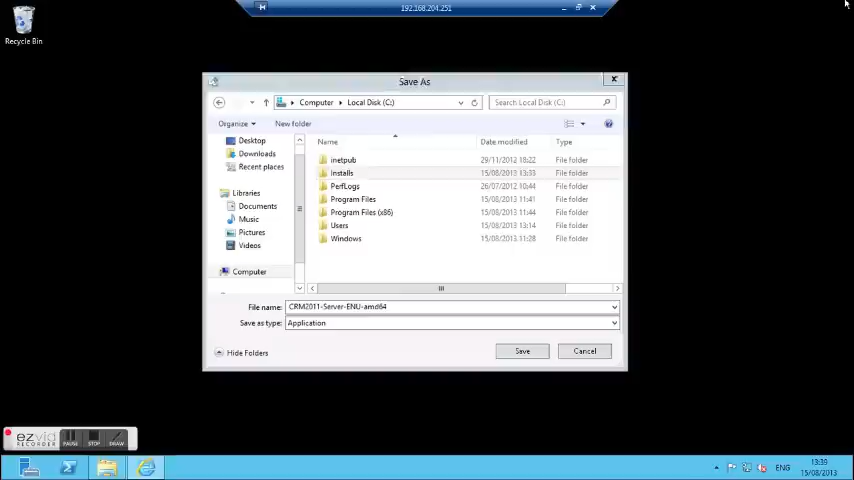 192.168.204.251
Recycle Bin
Save As
Computer
Local Disk (C:)
Search Local Disk (C:)
Organize
New folder
Name
Date modified
Type
Desktop
Downloads
Recent places
Libraries
Documents
Music
Pictures
Videos
Computer
inetpub 29/11/2012 18:22 File folder
Installs 15/08/2013 13:33 File folder
PerfLogs 26/07/2012 10:44 File folder
Program Files 15/08/2013 11:41 File folder
Program Files (x86) 15/08/2013 11:44 File folder
Users 15/08/2013 13:14 File folder
Windows 15/08/2013 11:28 File folder
File name: CRM2011-Server-ENU-amd64
Save as type: Application
Hide Folders
Save
Cancel
ezvid
RECORDER
PAUSE
STOP
DRAW
ENG
13:39
15/08/2013